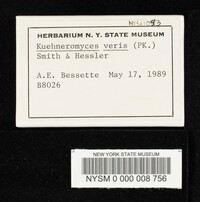 HERBARIUM N. Y. STATE MUSEUM
Kuehneromyces veris (PK.)
Smith & Hessler
A.E. Bessette May 17, 1989
B8026
NEW YORK STATE MUSEUM
NYSM 0 000 008 756